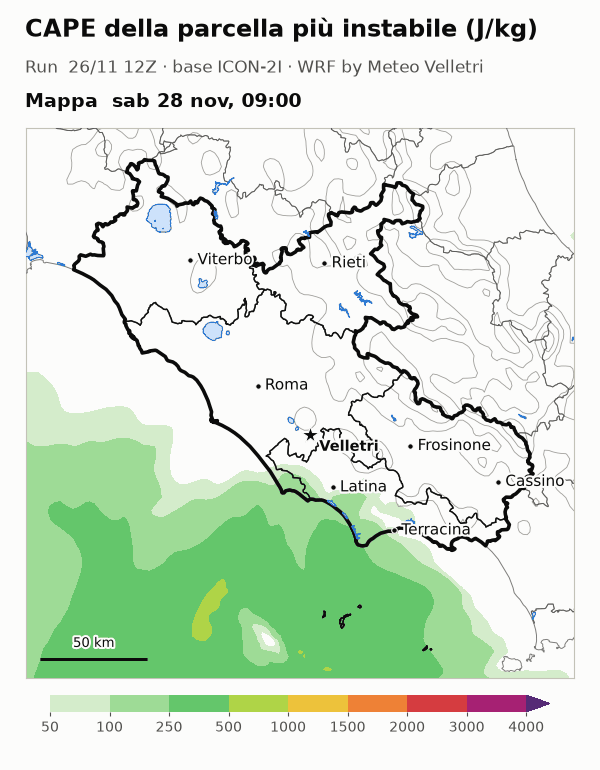 CAPE della parcella più instabile (J/kg)
Run  26/11 12Z · base ICON-2I · WRF by Meteo Velletri
Mappa  sab 28 nov, 09:00
Viterbo
Rieti
Roma
Velletri
Frosinone
Latina
Cassino
Terracina
50 km
50 100 250 500 1000 1500 2000 3000 4000